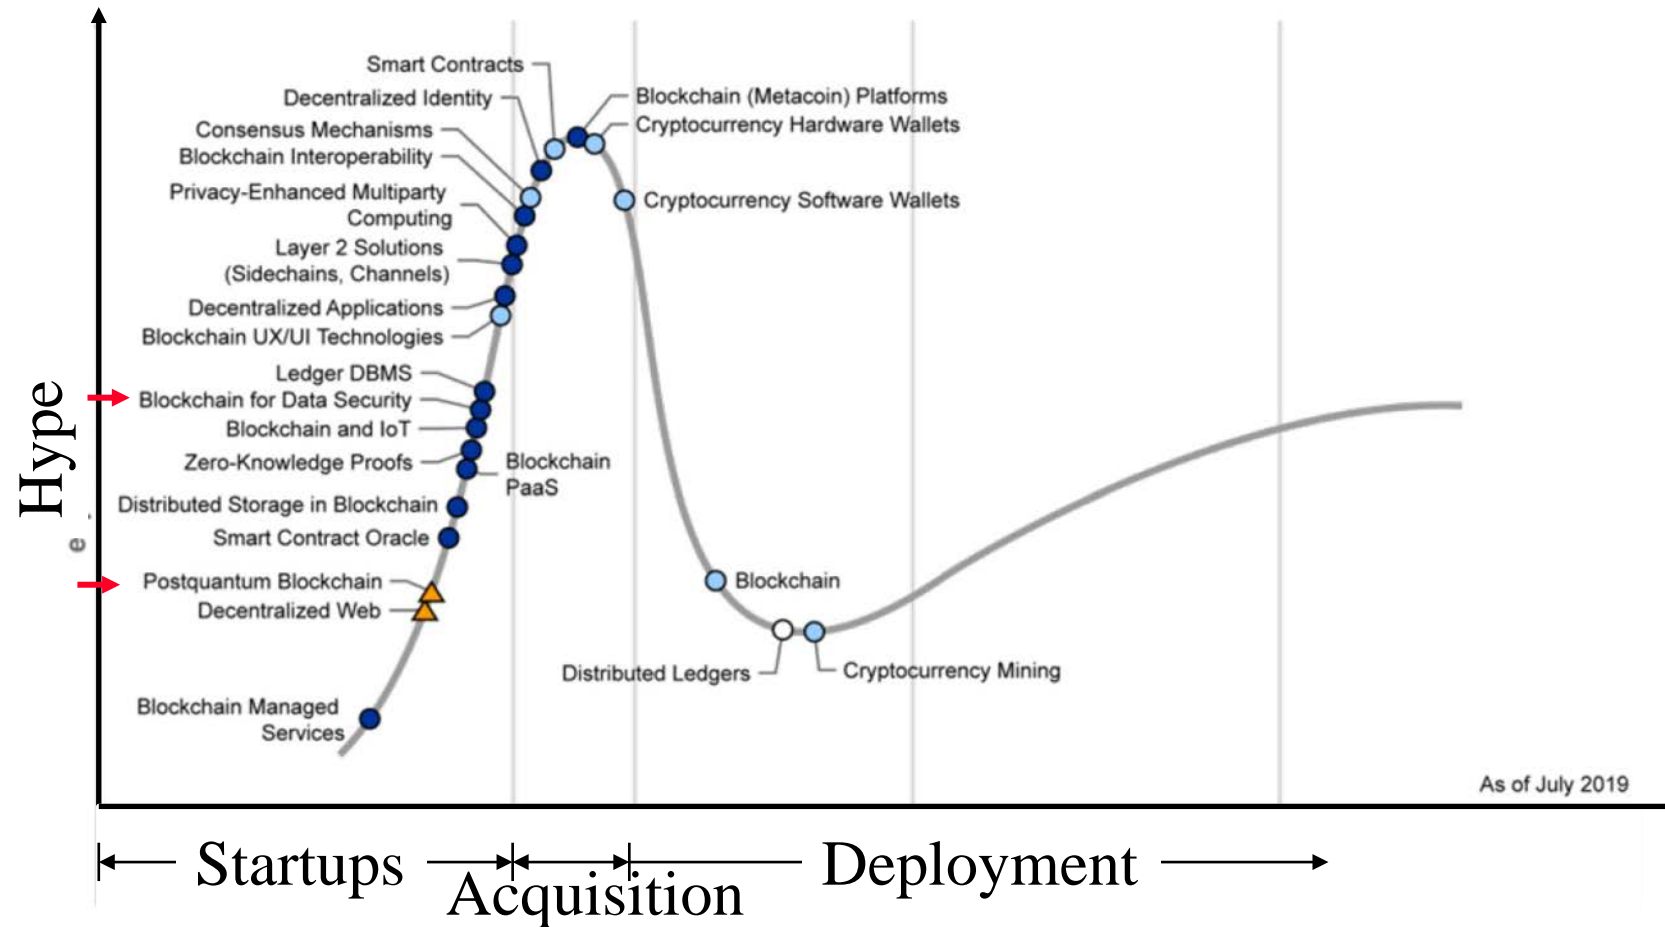 Smart Contracts
Decentralized Identity
Consensus Mechanisms
Blockchain Interoperability
Privacy-Enhanced Multiparty
Computing
Layer 2 Solutions
(Sidechains, Channels)
Decentralized Applications
Blockchain UX/UI Technologies
Ledger DBMS
Blockchain for Data Security
Blockchain and IoT
Zero-Knowledge Proofs
Blockchain
PaaS
Distributed Storage in Blockchain
Smart Contract Oracle
Postquantum Blockchain
Decentralized Web
Blockchain Managed
Services
Blockchain (Metacoin) Platforms
Cryptocurrency Hardware Wallets
Cryptocurrency Software Wallets
Blockchain
Distributed Ledgers
Cryptocurrency Mining
Hype
e
As of July 2019
Startups
Acquisition
Deployment